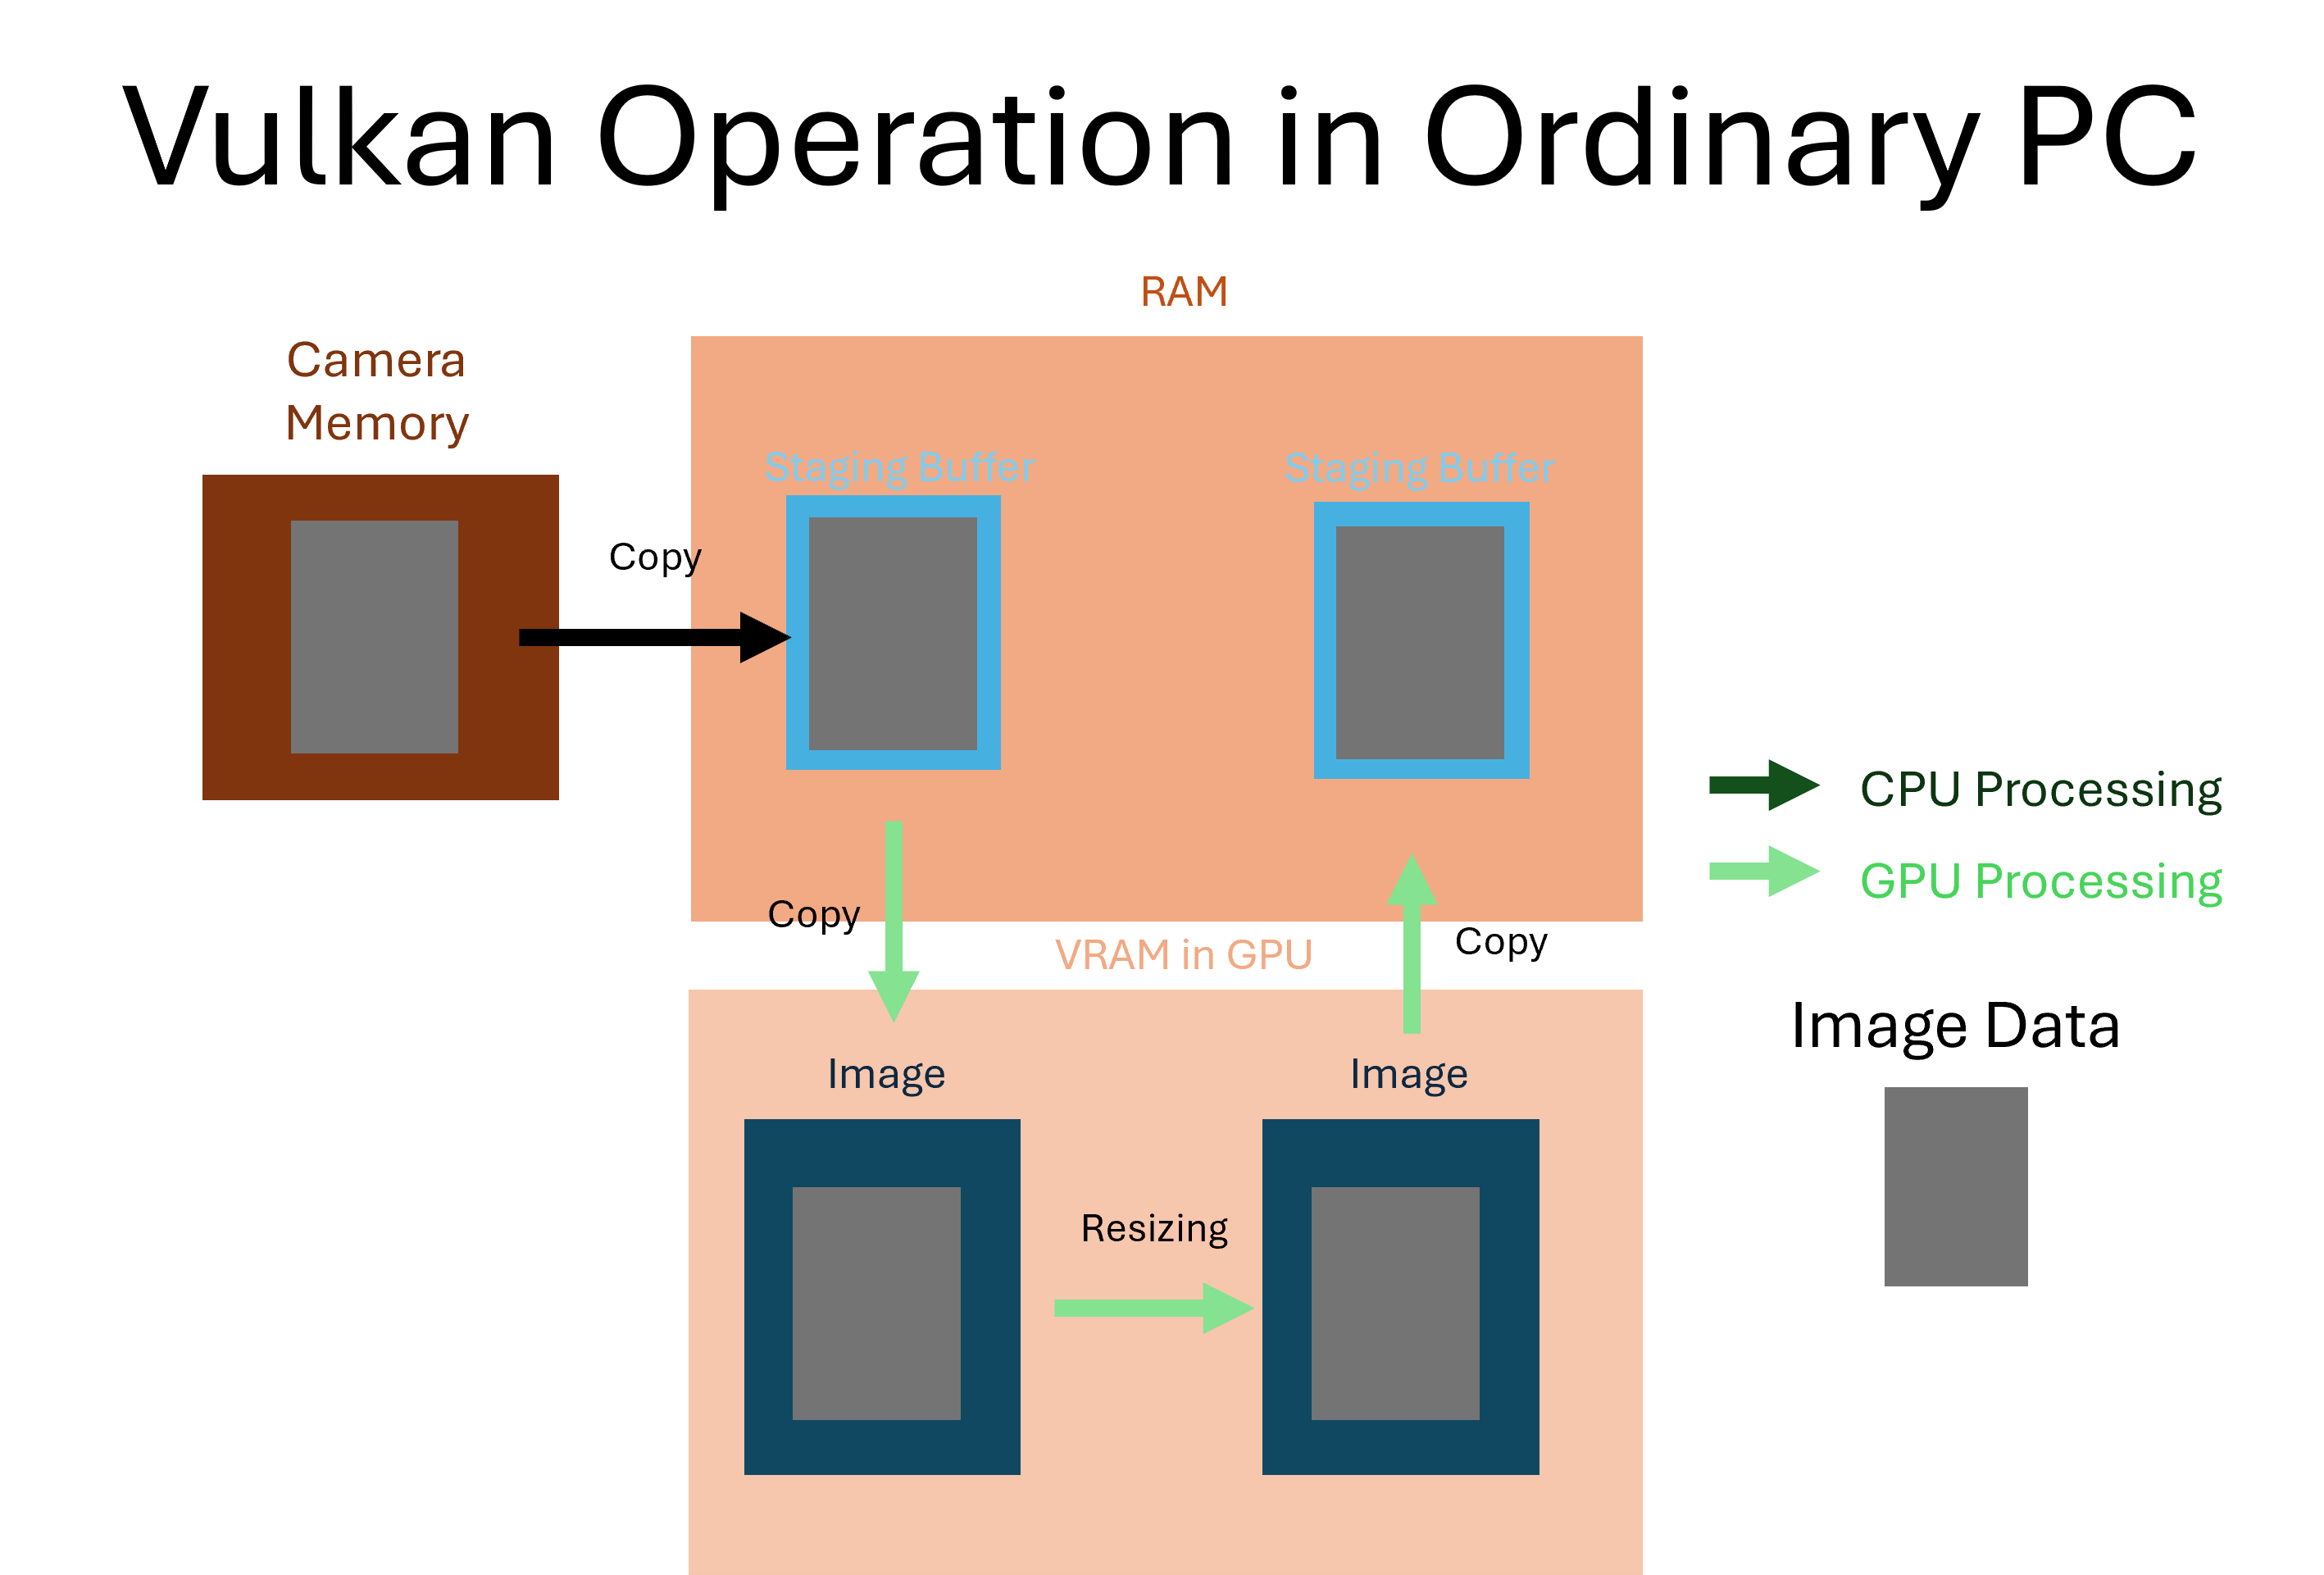 Vulkan Operation in Ordinary PC
RAM
Camera
Memory
Staging Buffer
Staging Buffer
Copy
CPU Processing
GPU Processing
Copy
Copy
VRAM in GPU
Image Data
Image
Image
Resizing